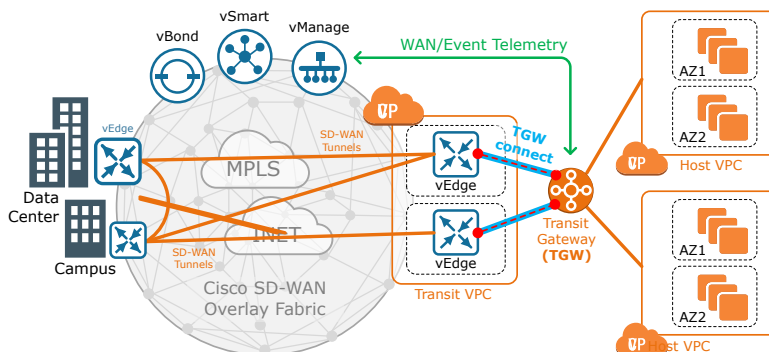 vSmart
vBond
vManage
WAN/Event Telemetry
AZ1
AZ2
Host VPC
vEdge
SD-WAN
Tunnels
MPLS
TGW
connect
vEdge
Data
Center
INET
vEdge
Transit
Gateway
(TGW)
Campus
SD-WAN
Tunnels
Cisco SD-WAN
Overlay Fabric
Transit VPC
AZ1
AZ2
Host VPC